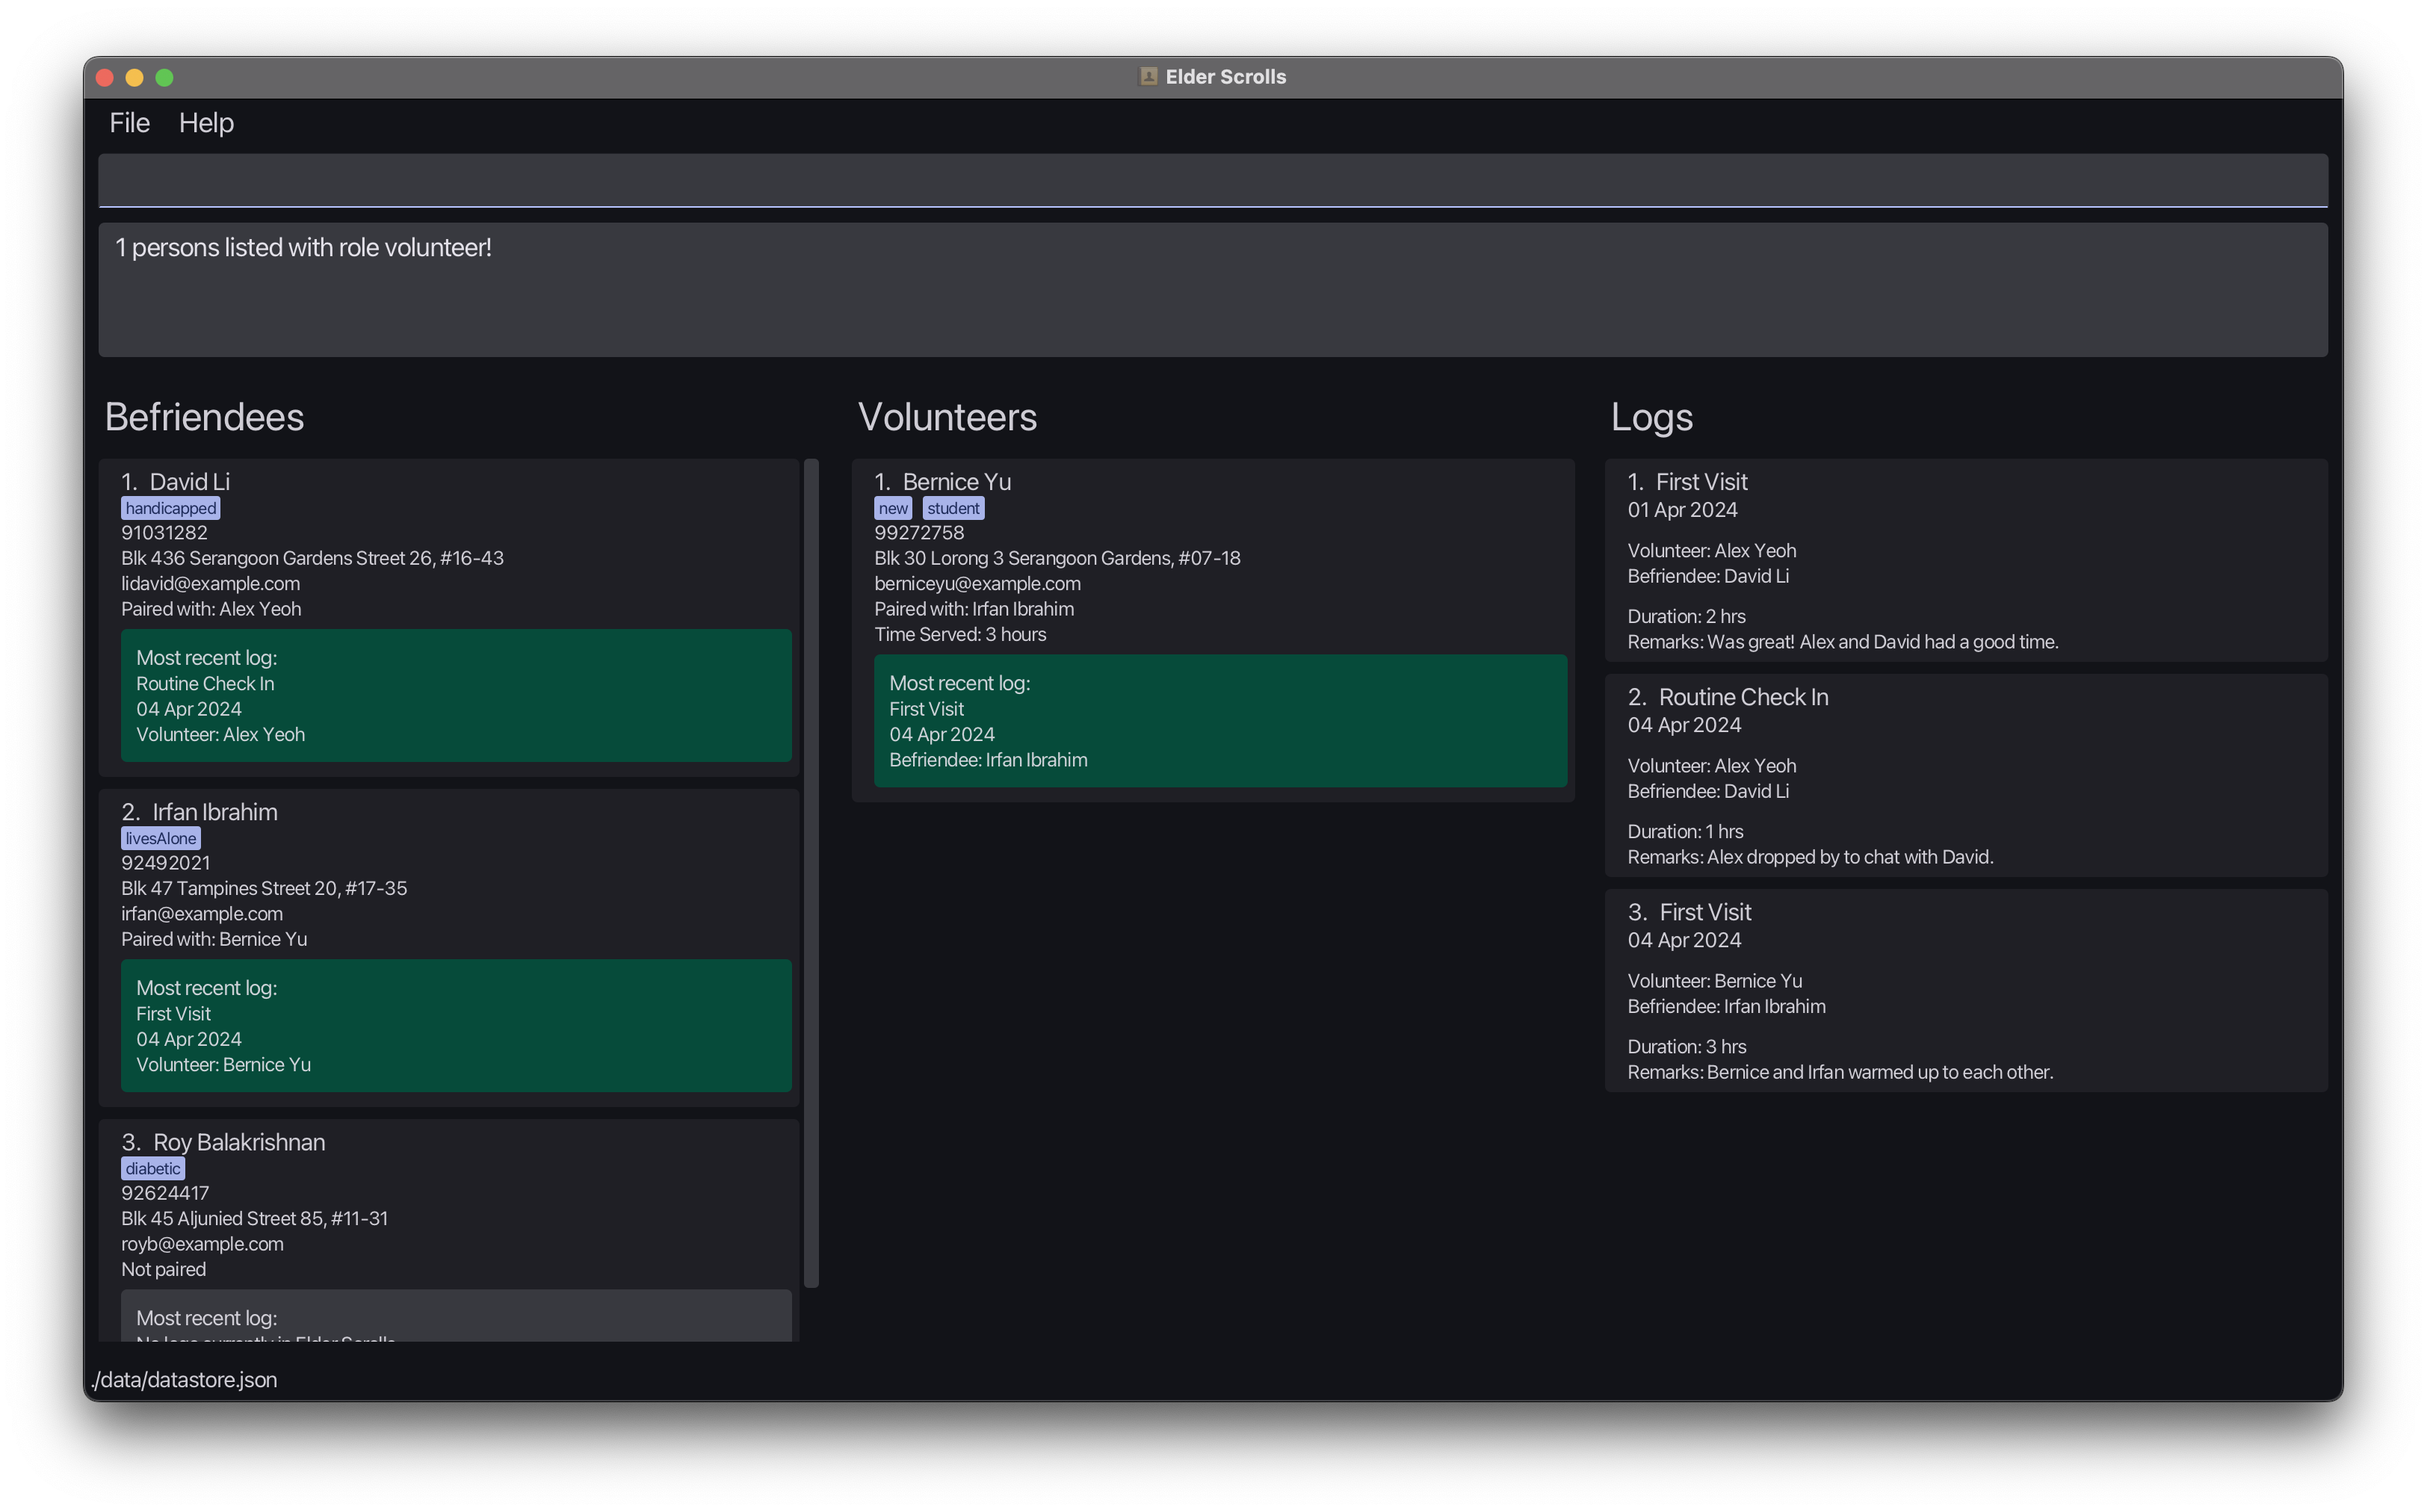 Elder Scrolls
File Help
1 persons listed with role volunteer!
Befriendees
1. David Li
handicapped
91031282
Blk 436 Serangoon Gardens Street 26, #16-43
lidavid@example.com
Paired with: Alex Yeoh
Most recent log:
Routine Check In
04 Apr 2024
Volunteer: Alex Yeoh
2. Irfan Ibrahim
livesAlone
92492021
Blk 47 Tampines Street 20, #17-35
irfan@example.com
Paired with: Bernice Yu
Most recent log:
First Visit
04 Apr 2024
Volunteer: Bernice Yu
3. Roy Balakrishnan
diabetic
92624417
Blk 45 Aljunied Street 85, #11-31
royb@example.com
Not paired
Most recent log:
No logs currently in Elder Scrolls
Volunteers
1. Bernice Yu
new student
99272758
Blk 30 Lorong 3 Serangoon Gardens, #07-18
berniceyu@example.com
Paired with: Irfan Ibrahim
Time Served: 3 hours
Most recent log:
First Visit
04 Apr 2024
Befriendee: Irfan Ibrahim
Logs
1. First Visit
01 Apr 2024
Volunteer: Alex Yeoh
Befriendee: David Li
Duration: 2 hrs
Remarks: Was great! Alex and David had a good time.
2. Routine Check In
04 Apr 2024
Volunteer: Alex Yeoh
Befriendee: David Li
Duration: 1 hrs
Remarks: Alex dropped by to chat with David.
3. First Visit
04 Apr 2024
Volunteer: Bernice Yu
Befriendee: Irfan Ibrahim
Duration: 3 hrs
Remarks: Bernice and Irfan warmed up to each other.
./data/datastore.json